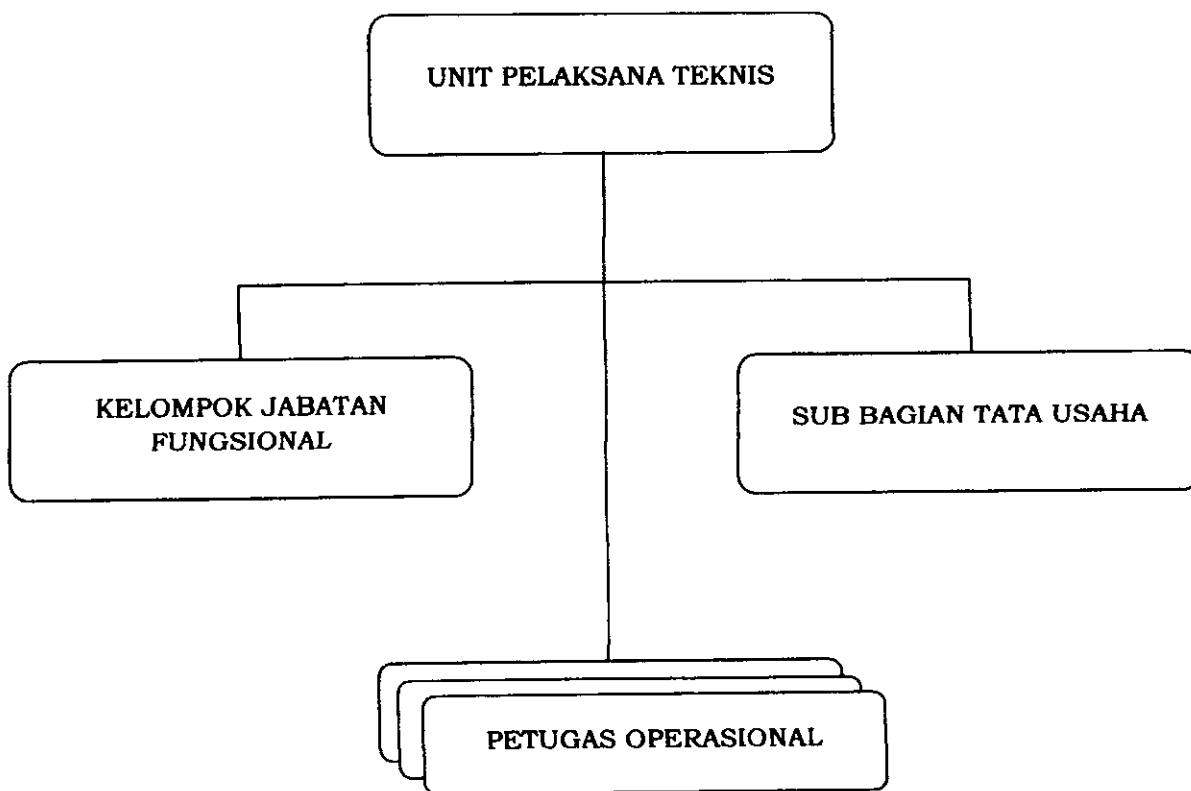 UNIT PELAKSANA TEKNIS
KELOMPOK JABATAN
FUNGSIONAL
SUB BAGIAN TATA USAHA
PETUGAS OPERASIONAL